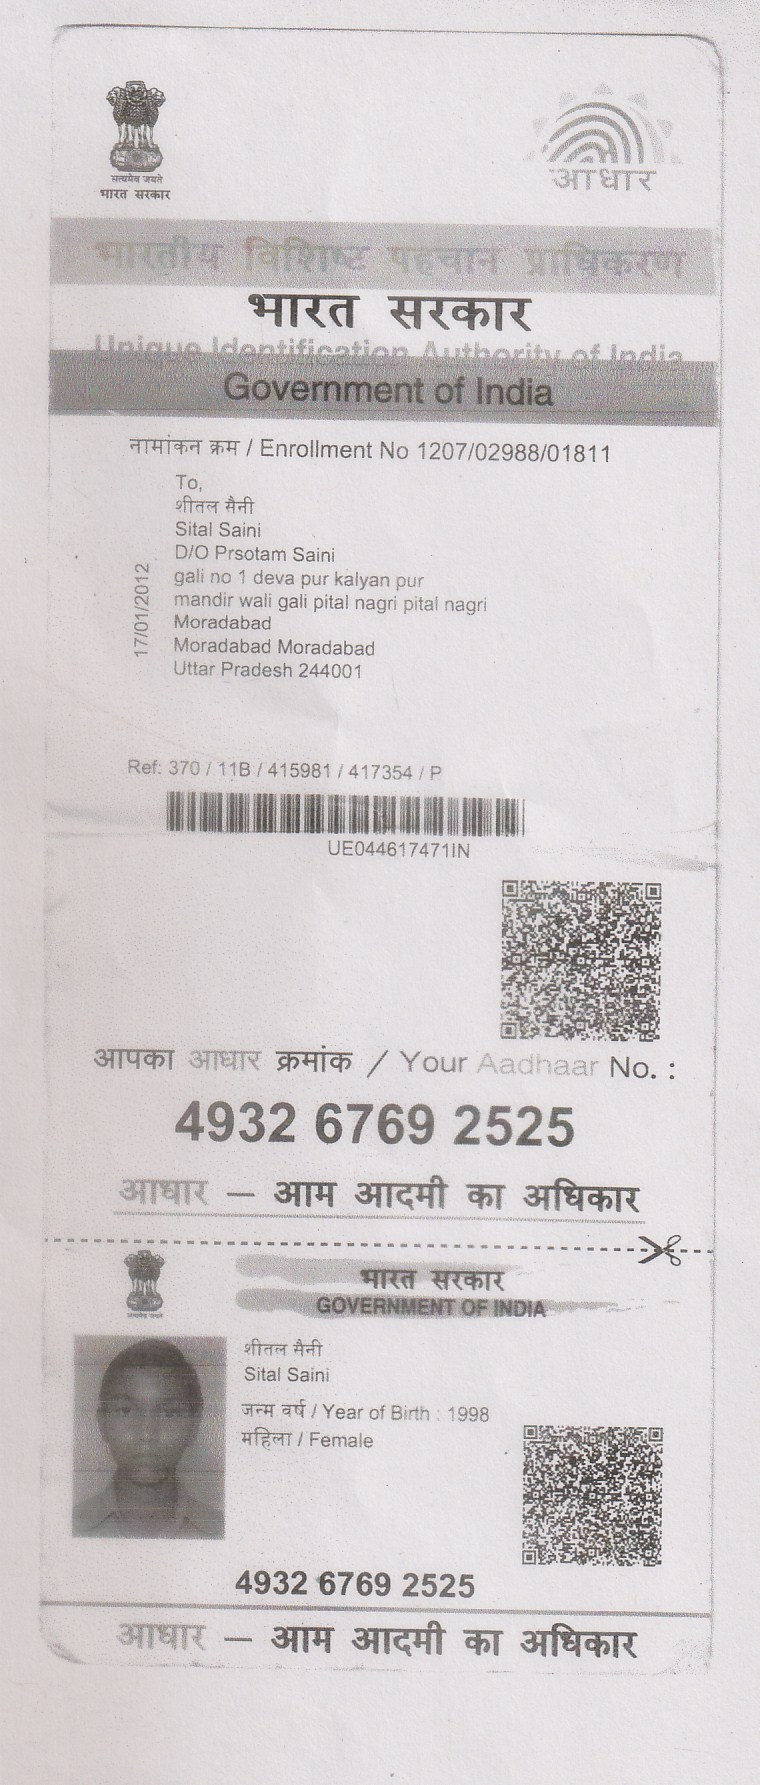 सत्यमेव जयते
भारत सरकार
आधार
भारतीय विशिष्ट पहचान प्राधिकरण
भारत सरकार
Unique Identification Authority of India
Government of India
नामांकन क्रम / Enrollment No 1207/02988/01811
To,
शीतल सैनी
Sital Saini
D/O Prsotam Saini
gali no 1 deva pur kalyan pur
mandir wali gali pital nagri pital nagri
Moradabad
Moradabad Moradabad
Uttar Pradesh 244001
17/01/2012
Ref: 370 / 11B / 415981 / 417354 / P
UE044617471IN
आपका आधार क्रमांक / Your Aadhaar No. :
4932 6769 2525
आधार — आम आदमी का अधिकार
भारत सरकार
GOVERNMENT OF INDIA
शीतल सैनी
Sital Saini
जन्म वर्ष / Year of Birth : 1998
महिला / Female
4932 6769 2525
आधार — आम आदमी का अधिकार